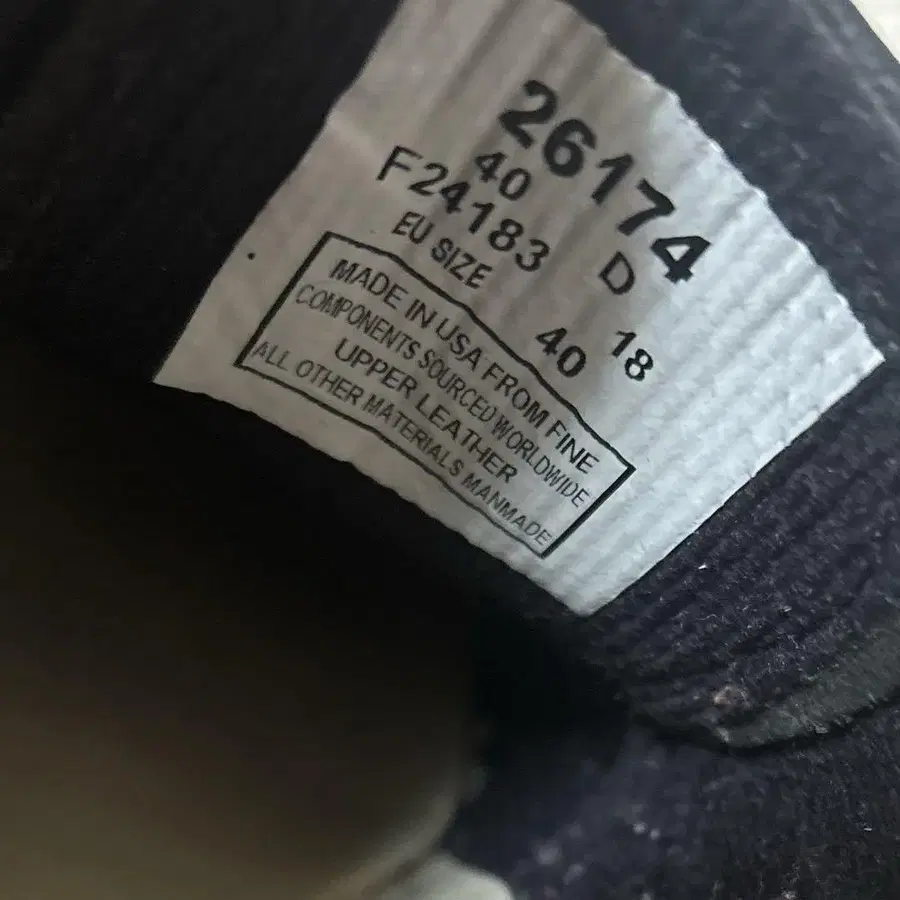 26174
40 D
F24183 18
EU SIZE 40
MADE IN USA FROM FINE
COMPONENTS SOURCED WORLDWIDE
UPPER LEATHER
ALL OTHER MATERIALS MANMADE